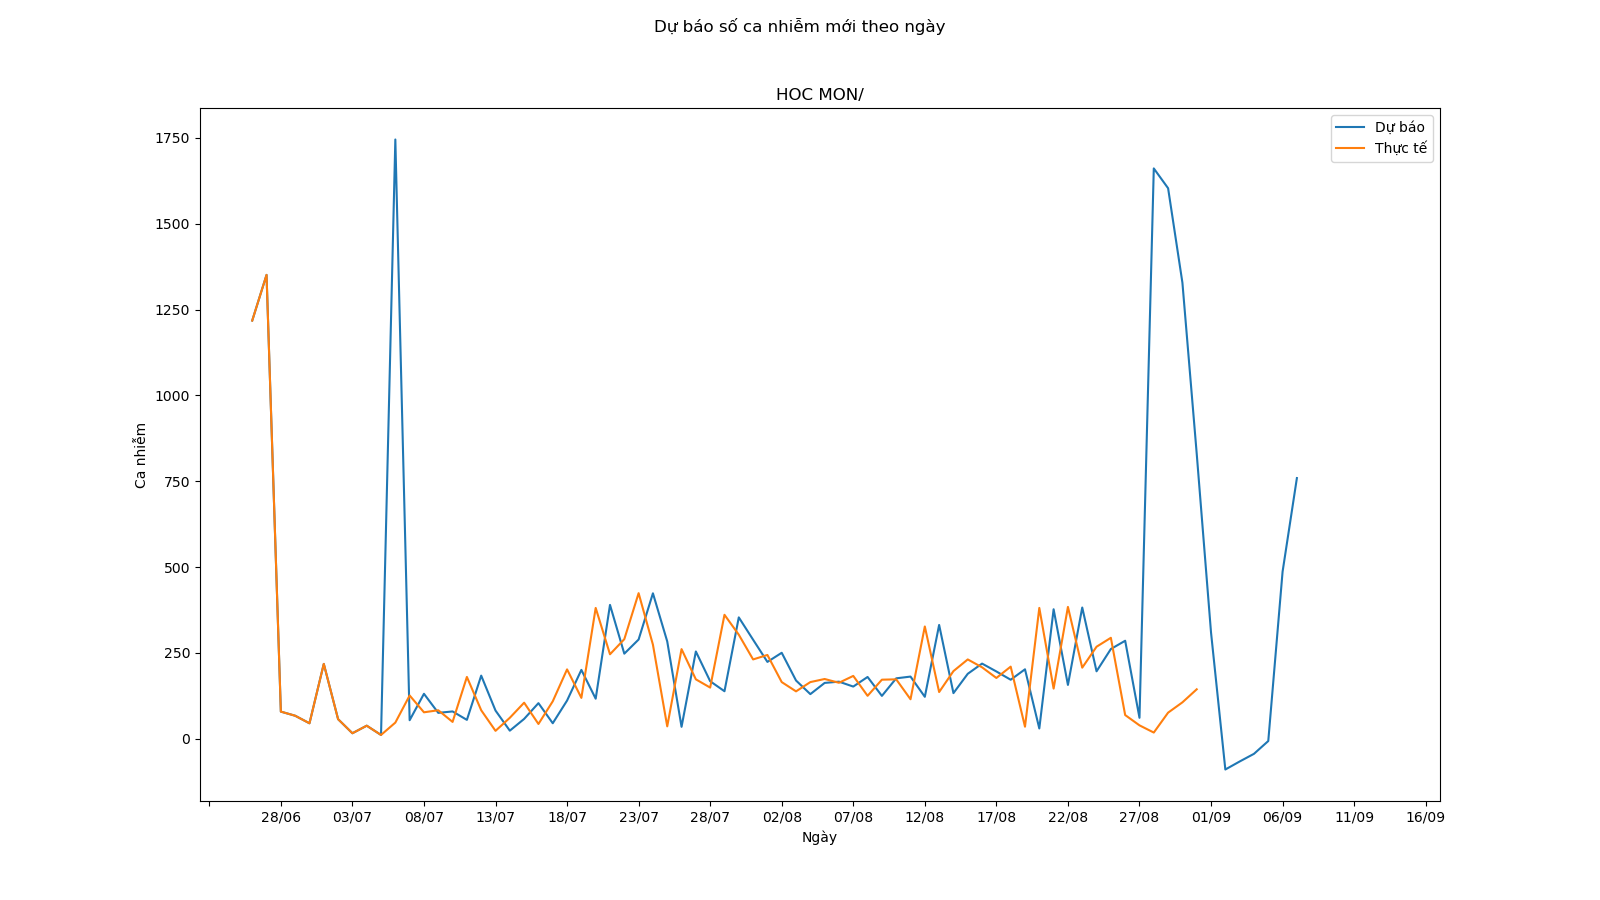 Dự báo số ca nhiễm mới theo ngày
HOC MON/
Dự báo
Thực tế
1750
1500
1250
1000
750
500
250
0
Ca nhiễm
28/06 03/07 08/07 13/07 18/07 23/07 28/07 02/08 07/08 12/08 17/08 22/08 27/08 01/09 06/09 11/09 16/09
Ngày